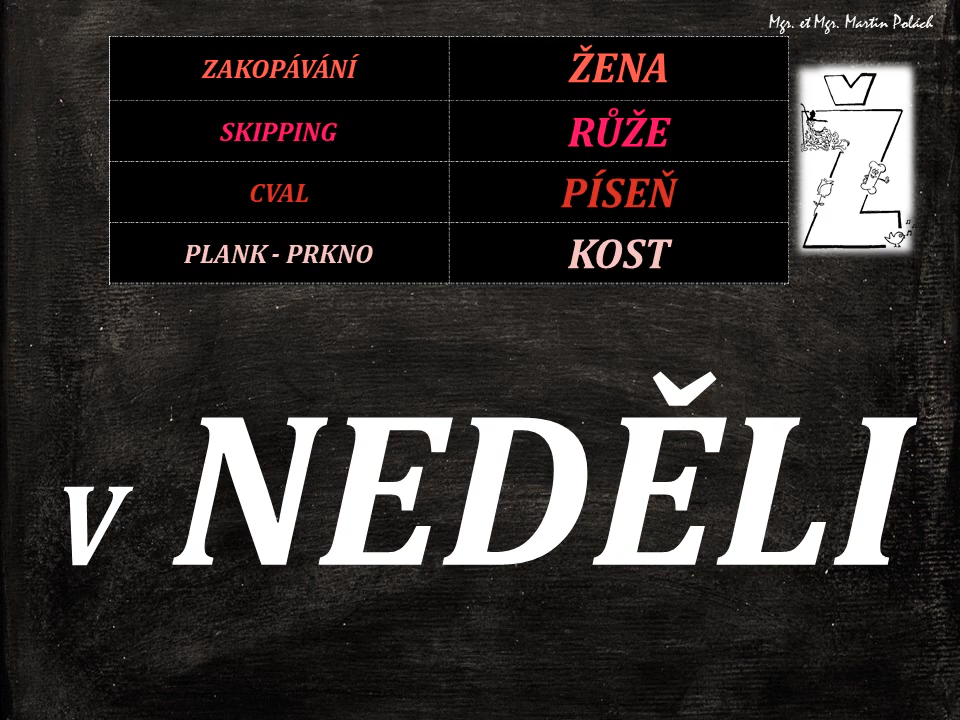 Mgr. et Mgr. Martin Polách
ZAKOPÁVÁNÍ ŽENA
SKIPPING RŮŽE
CVAL PÍSEŇ
PLANK - PRKNO KOST
Ž
v NEDĚLI